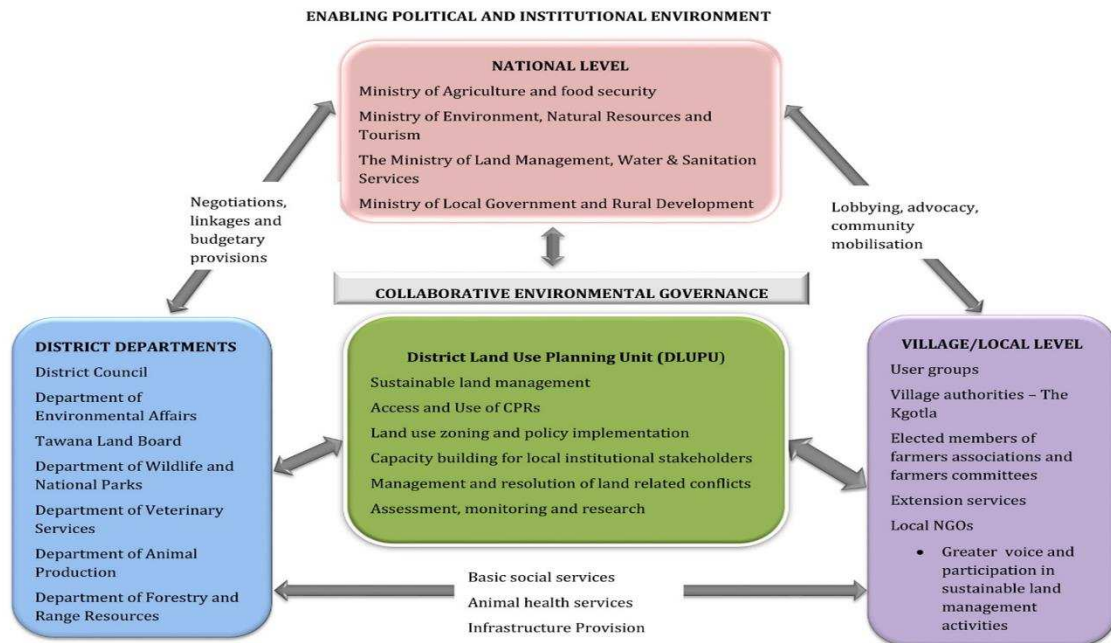 ENABLING POLITICAL AND INSTITUTIONAL ENVIRONMENT
NATIONAL LEVEL
Ministry of Agriculture and food security
Ministry of Environment, Natural Resources and
Tourism
The Ministry of Land Management, Water & Sanitation
Services
Ministry of Local Government and Rural Development
Negotiations,
linkages and
budgetary
provisions
Lobbying, advocacy,
community
mobilisation
COLLABORATIVE ENVIRONMENTAL GOVERNANCE
DISTRICT DEPARTMENTS
District Council
Department of
Environmental Affairs
Tawana Land Board
Department of Wildlife and
National Parks
Department of Veterinary
Services
Department of Animal
Production
Department of Forestry and
Range Resources
District Land Use Planning Unit (DLUPU)
Sustainable land management
Access and Use of CPRs
Land use zoning and policy implementation
Capacity building for local institutional stakeholders
Management and resolution of land related conflicts
Assessment, monitoring and research
VILLAGE/LOCAL LEVEL
User groups
Village authorities – The
Kgotla
Elected members of
farmers associations and
farmers committees
Extension services
Local NGOs
• Greater voice and
participation in
sustainable land
management
activities
Basic social services
Animal health services
Infrastructure Provision